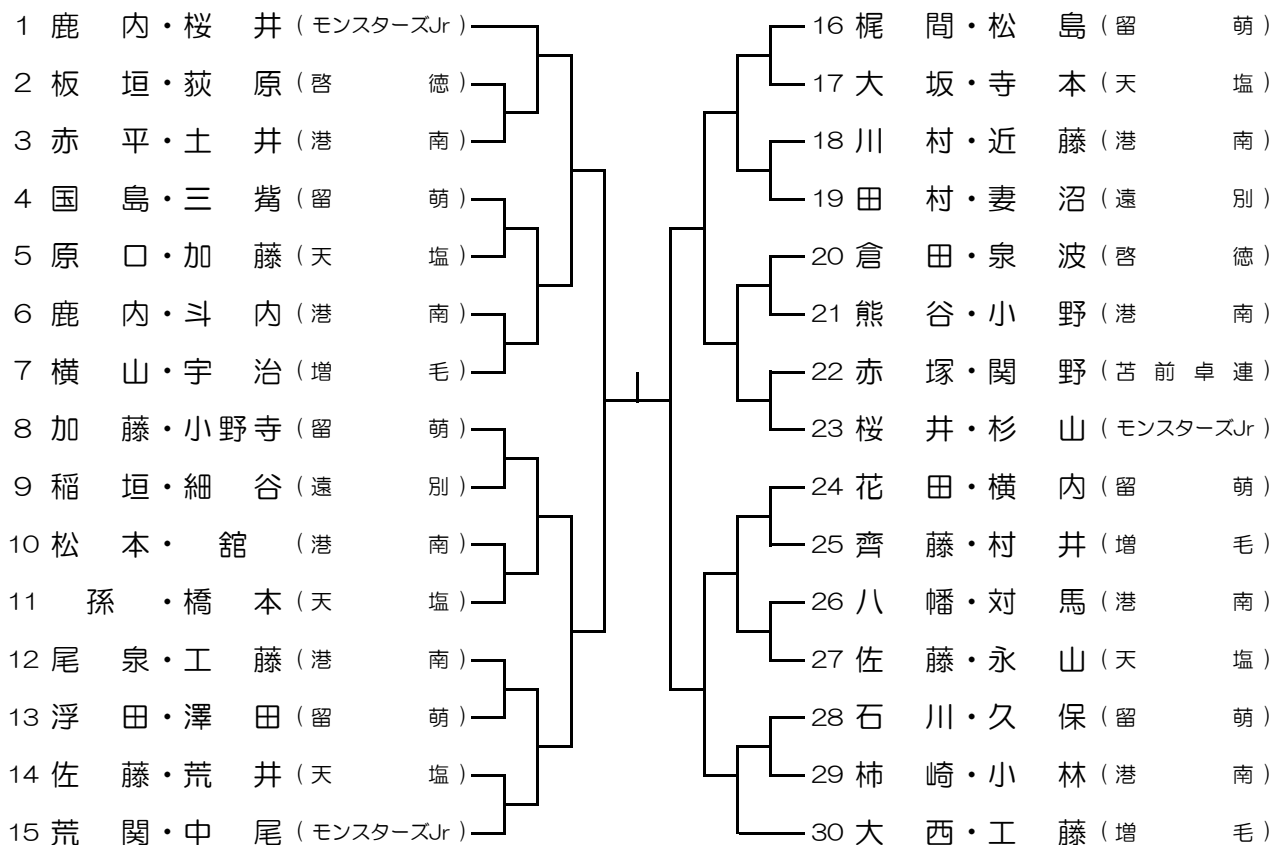 1 鹿内・桜井(モンスターズJr)
2 板垣・荻原(啓徳)
3 赤平・土井(港南)
4 国島・三觜(留萌)
5 原口・加藤(天塩)
6 鹿内・斗内(港南)
7 横山・宇治(増毛)
8 加藤・小野寺(留萌)
9 稲垣・細谷(遠別)
10 松本・舘(港南)
11 孫・橋本(天塩)
12 尾泉・工藤(港南)
13 浮田・澤田(留萌)
14 佐藤・荒井(天塩)
15 荒関・中尾(モンスターズJr)
16 梶間・松島(留萌)
17 大坂・寺本(天塩)
18 川村・近藤(港南)
19 田村・妻沼(遠別)
20 倉田・泉波(啓徳)
21 熊谷・小野(港南)
22 赤塚・関野(苫前卓連)
23 桜井・杉山(モンスターズJr)
24 花田・横内(留萌)
25 齊藤・村井(増毛)
26 八幡・対馬(港南)
27 佐藤・永山(天塩)
28 石川・久保(留萌)
29 柿崎・小林(港南)
30 大西・工藤(増毛)